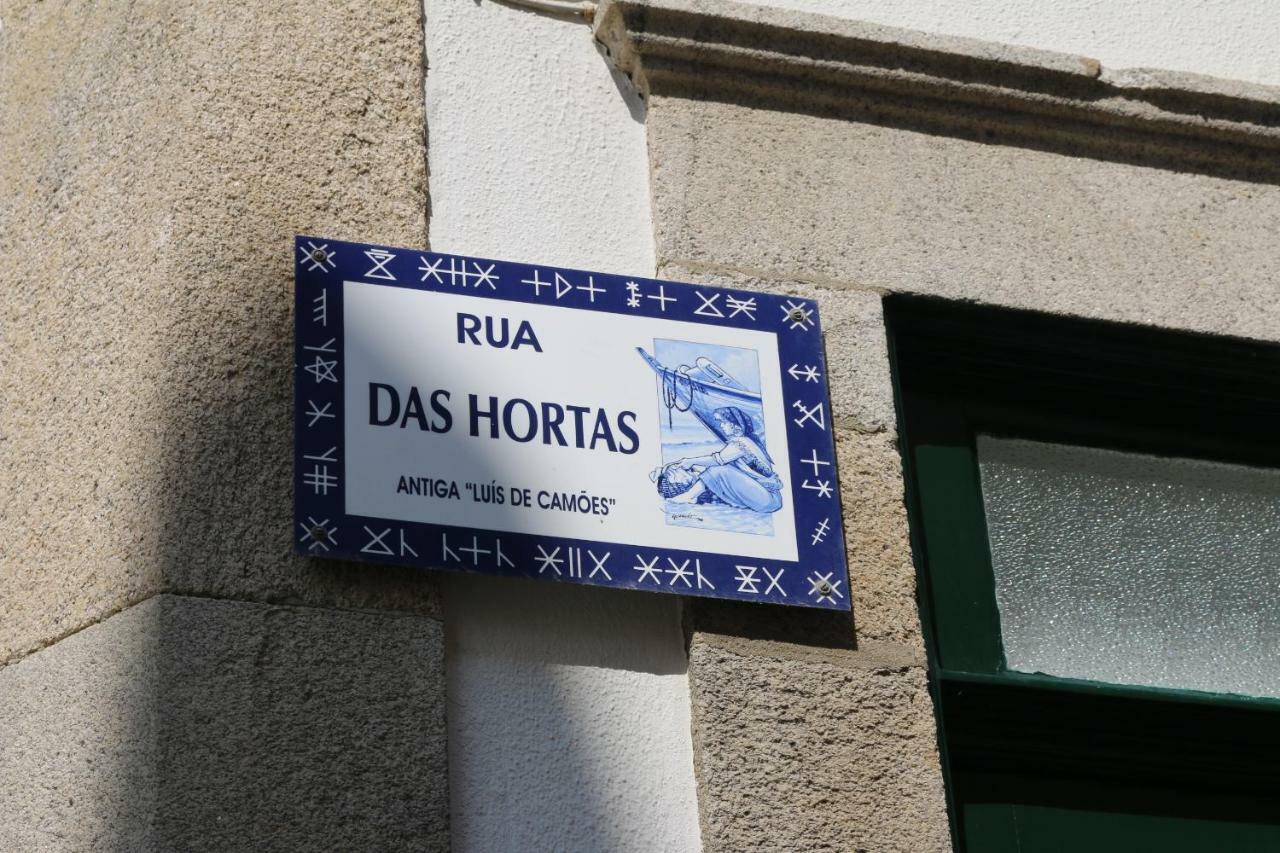 RUA
DAS HORTAS
ANTIGA "LUÍS DE CAMÕES"